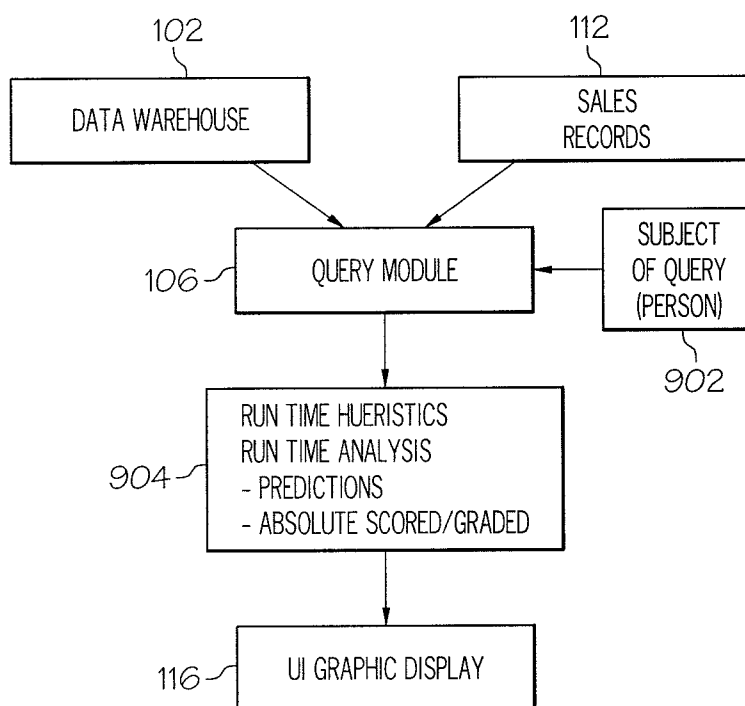 102
112
DATA WAREHOUSE
SALES
RECORDS
106
QUERY MODULE
SUBJECT
OF QUERY
(PERSON)
902
904
RUN TIME HUERISTICS
RUN TIME ANALYSIS
- PREDICTIONS
- ABSOLUTE SCORED/GRADED
116
UI GRAPHIC DISPLAY